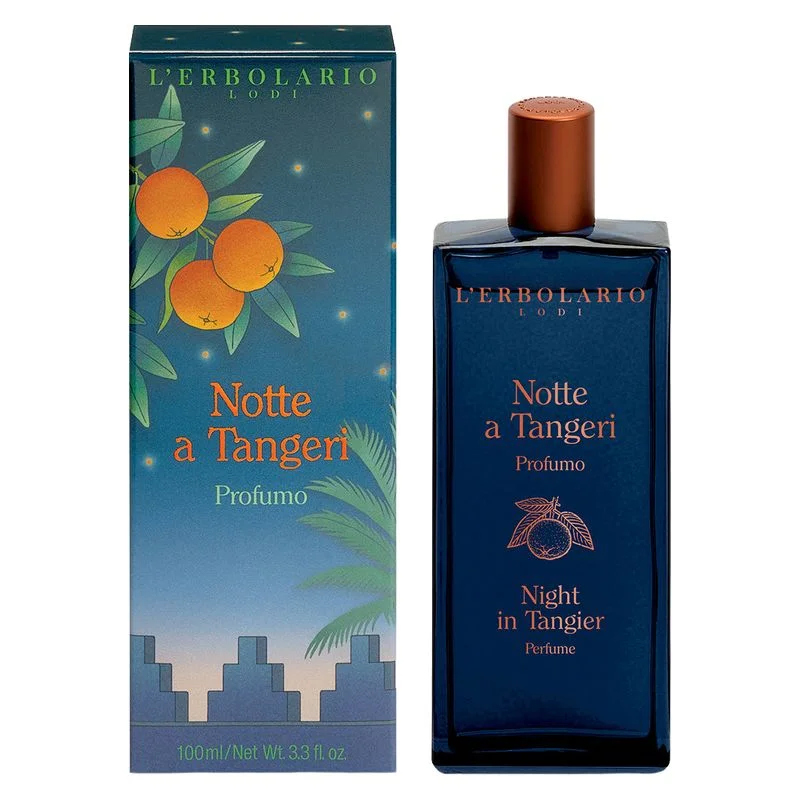 L'ERBOLARIO
LODI
Notte
a Tangeri
Profumo
100ml/Net Wt. 3.3 fl. oz.
L'ERBOLARIO
LODI
Notte
a Tangeri
Profumo
Night
in Tangier
Perfume